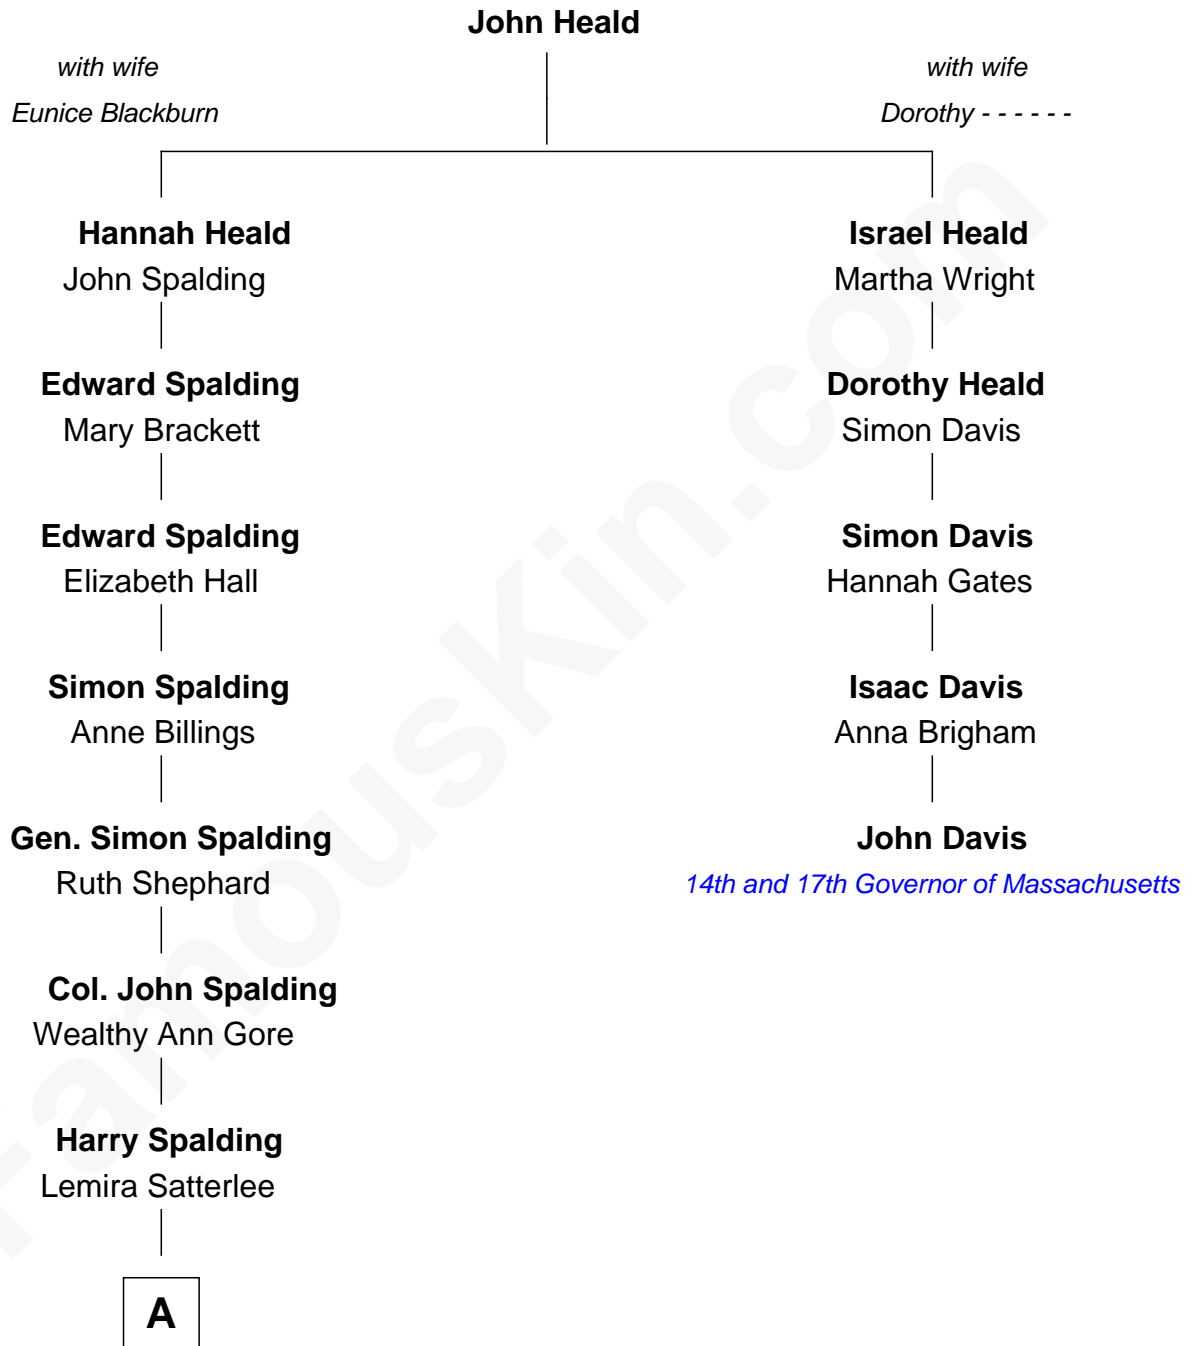 John Heald
with wife
Eunice Blackburn
with wife
Dorothy - - - - - -
Hannah Heald
John Spalding
Israel Heald
Martha Wright
Edward Spalding
Mary Brackett
Dorothy Heald
Simon Davis
Edward Spalding
Elizabeth Hall
Simon Davis
Hannah Gates
Simon Spalding
Anne Billings
Isaac Davis
Anna Brigham
Gen. Simon Spalding
Ruth Shephard
John Davis
14th and 17th Governor of Massachusetts
Col. John Spalding
Wealthy Ann Gore
Harry Spalding
Lemira Satterlee
A
FamousKin.com